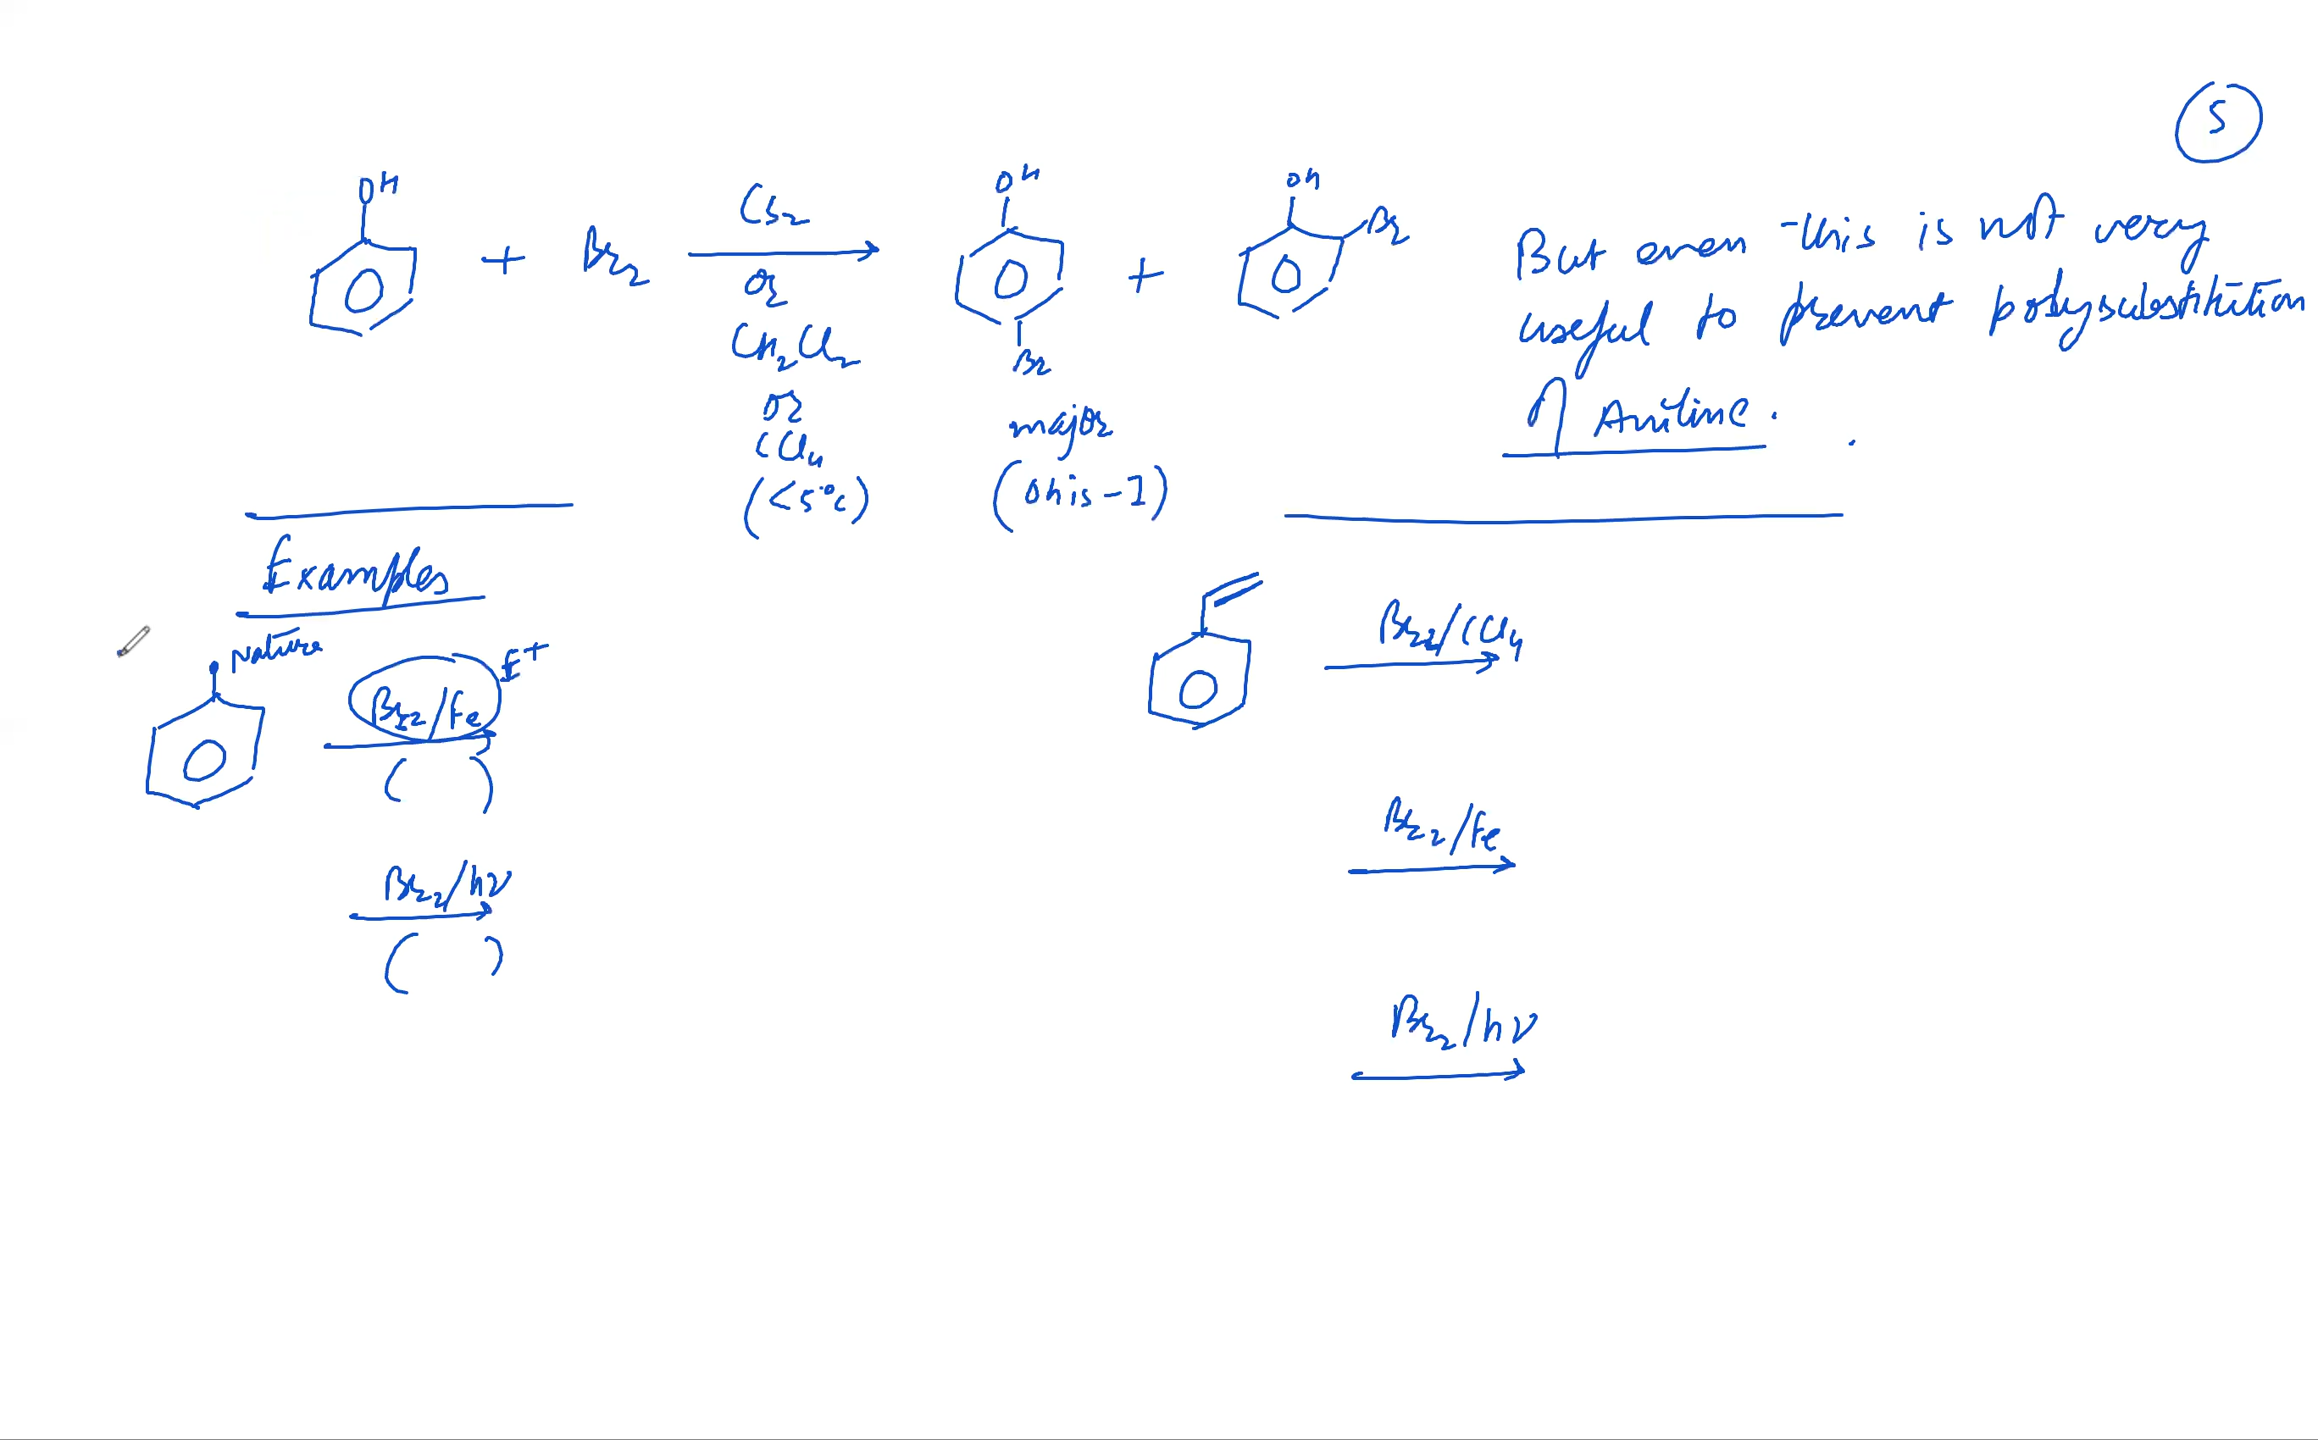 5
OH
+ Br2
CS2
Or
CH2Cl2
or
CCl4
(<5°c)
OH
Br
major
(Ohis-1)
+
OH
Br
But even this is not very
useful to prevent polysubstitution
of Aniline.
Examples
Nature
Br2/Fe E+
( )
Br2/hν
( )
Br2/CCl4
Br2/Fe
Br2/hν